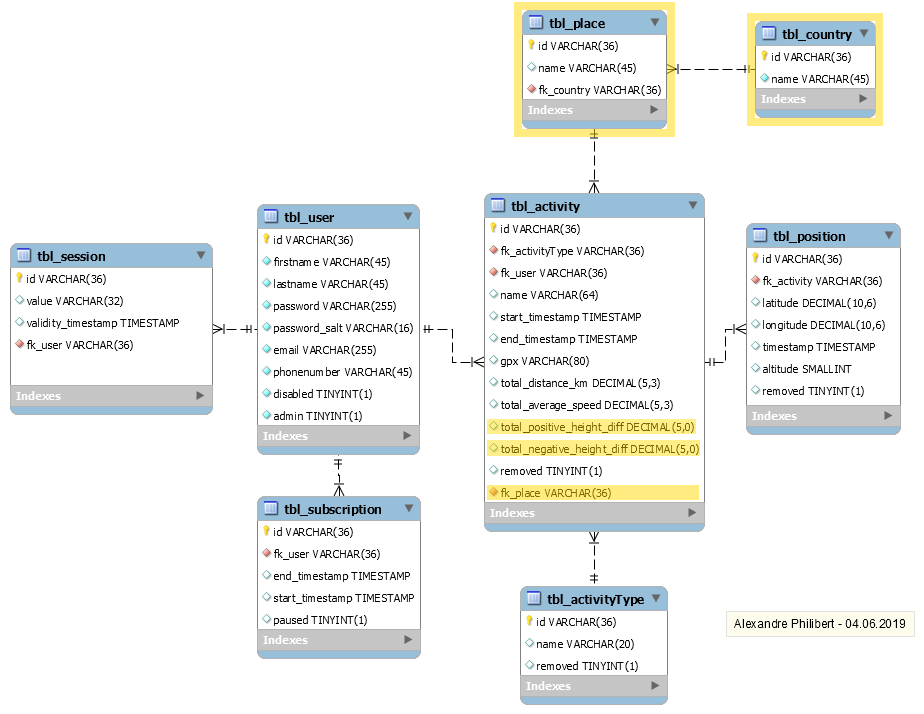 tbl_place
id VARCHAR(36)
name VARCHAR(45)
fk_country VARCHAR(36)
Indexes
tbl_country
id VARCHAR(36)
name VARCHAR(45)
Indexes
tbl_session
id VARCHAR(36)
value VARCHAR(32)
validity_timestamp TIMESTAMP
fk_user VARCHAR(36)
Indexes
tbl_user
id VARCHAR(36)
firstname VARCHAR(45)
lastname VARCHAR(45)
password VARCHAR(255)
password_salt VARCHAR(16)
email VARCHAR(255)
phonenumber VARCHAR(45)
disabled TINYINT(1)
admin TINYINT(1)
Indexes
tbl_activity
id VARCHAR(36)
fk_activityType VARCHAR(36)
fk_user VARCHAR(36)
name VARCHAR(64)
start_timestamp TIMESTAMP
end_timestamp TIMESTAMP
gpx VARCHAR(80)
total_distance_km DECIMAL(5,3)
total_average_speed DECIMAL(5,3)
total_positive_height_diff DECIMAL(5,0)
total_negative_height_diff DECIMAL(5,0)
removed TINYINT(1)
fk_place VARCHAR(36)
Indexes
tbl_position
id VARCHAR(36)
fk_activity VARCHAR(36)
latitude DECIMAL(10,6)
longitude DECIMAL(10,6)
timestamp TIMESTAMP
altitude SMALLINT
removed TINYINT(1)
Indexes
tbl_subscription
id VARCHAR(36)
fk_user VARCHAR(36)
end_timestamp TIMESTAMP
start_timestamp TIMESTAMP
paused TINYINT(1)
Indexes
tbl_activityType
id VARCHAR(36)
name VARCHAR(20)
removed TINYINT(1)
Indexes
Alexandre Philibert - 04.06.2019